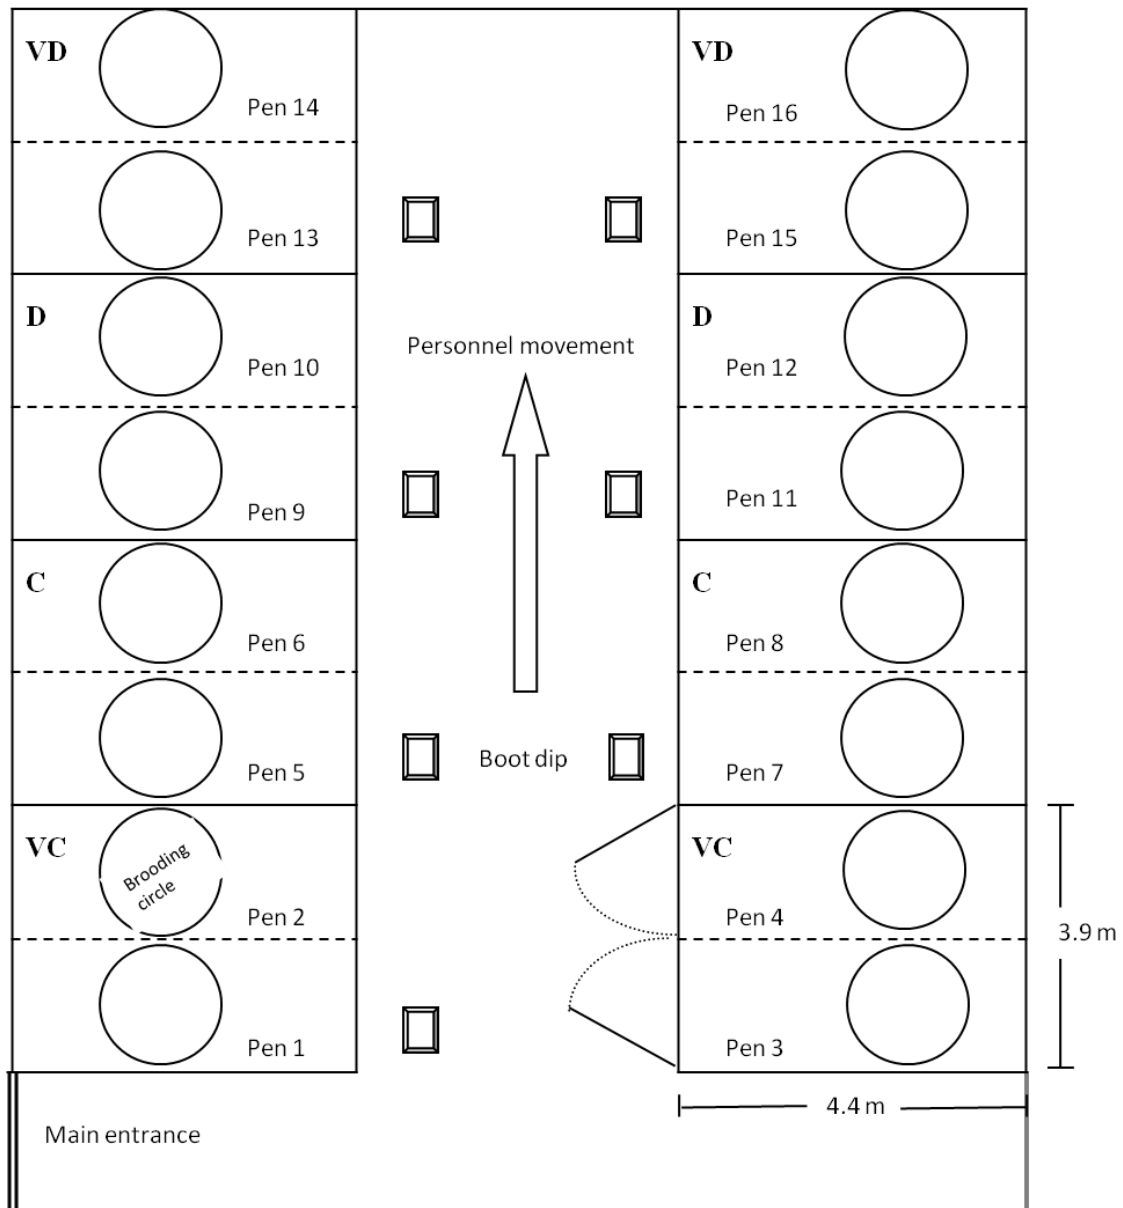 VD
Pen 14
VD
Pen 16
Pen 13
Pen 15
D
Pen 10
Personnel movement
D
Pen 12
Pen 9
Pen 11
C
Pen 6
C
Pen 8
Pen 5
Boot dip
Pen 7
VC
Brooding
circle
Pen 2
VC
Pen 4
3.9 m
Pen 1
Pen 3
4.4 m
Main entrance